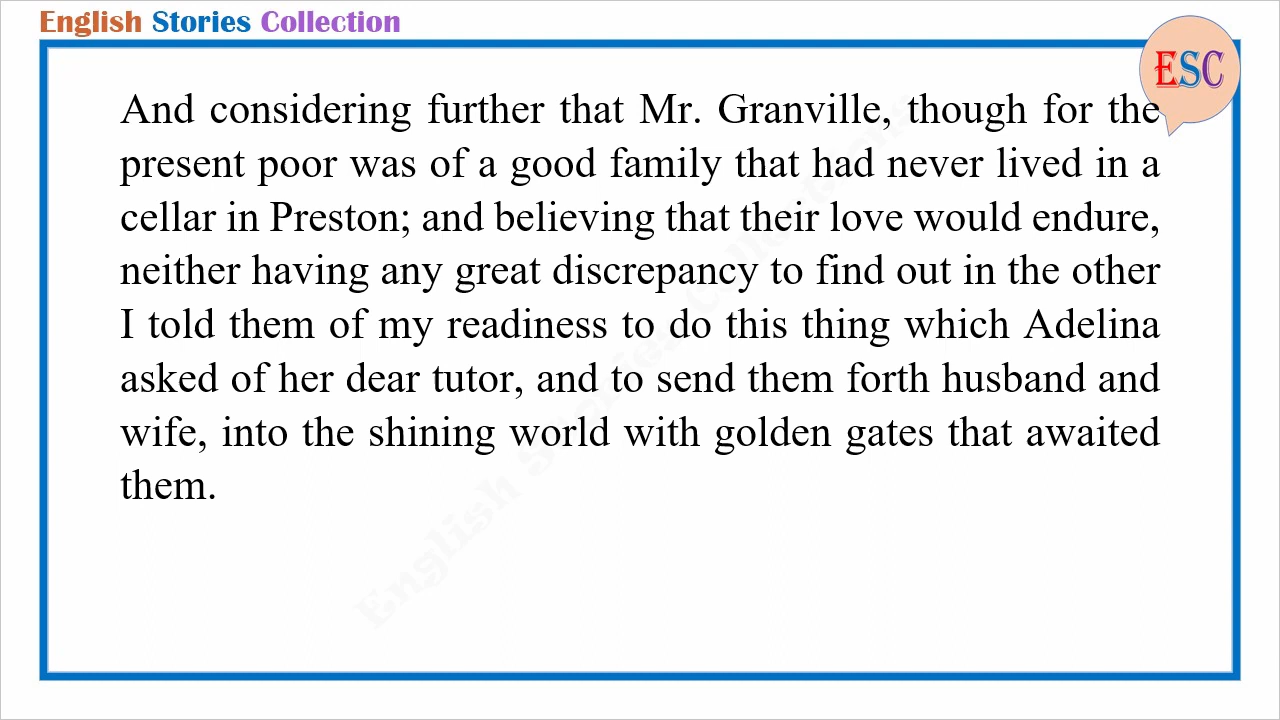 English Stories Collection
ESC
And considering further that Mr. Granville, though for the
present poor was of a good family that had never lived in a
cellar in Preston; and believing that their love would endure,
neither having any great discrepancy to find out in the other
I told them of my readiness to do this thing which Adelina
asked of her dear tutor, and to send them forth husband and
wife, into the shining world with golden gates that awaited
them.
English Stories Collection